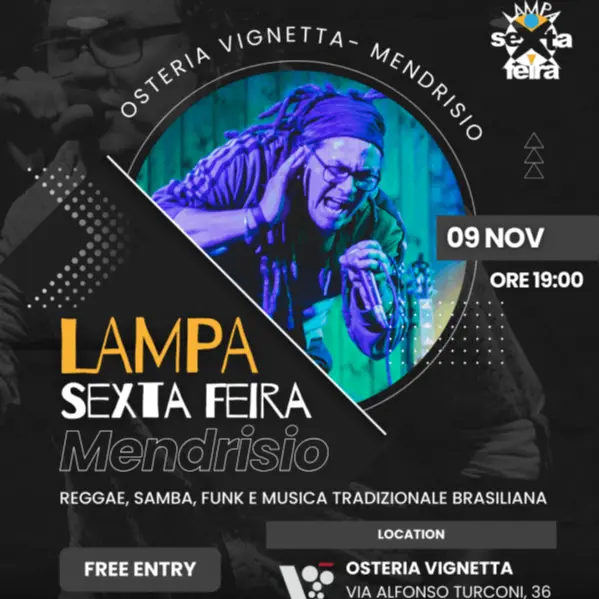 LAMPA
sexta
feira
OSTERIA VIGNETTA- MENDRISIO
09 NOV
ORE 19:00
LAMPA
SEXTA FEIRA
Mendrisio
REGGAE, SAMBA, FUNK E MUSICA TRADIZIONALE BRASILIANA
LOCATION
FREE ENTRY
OSTERIA VIGNETTA
VIA ALFONSO TURCONI, 36